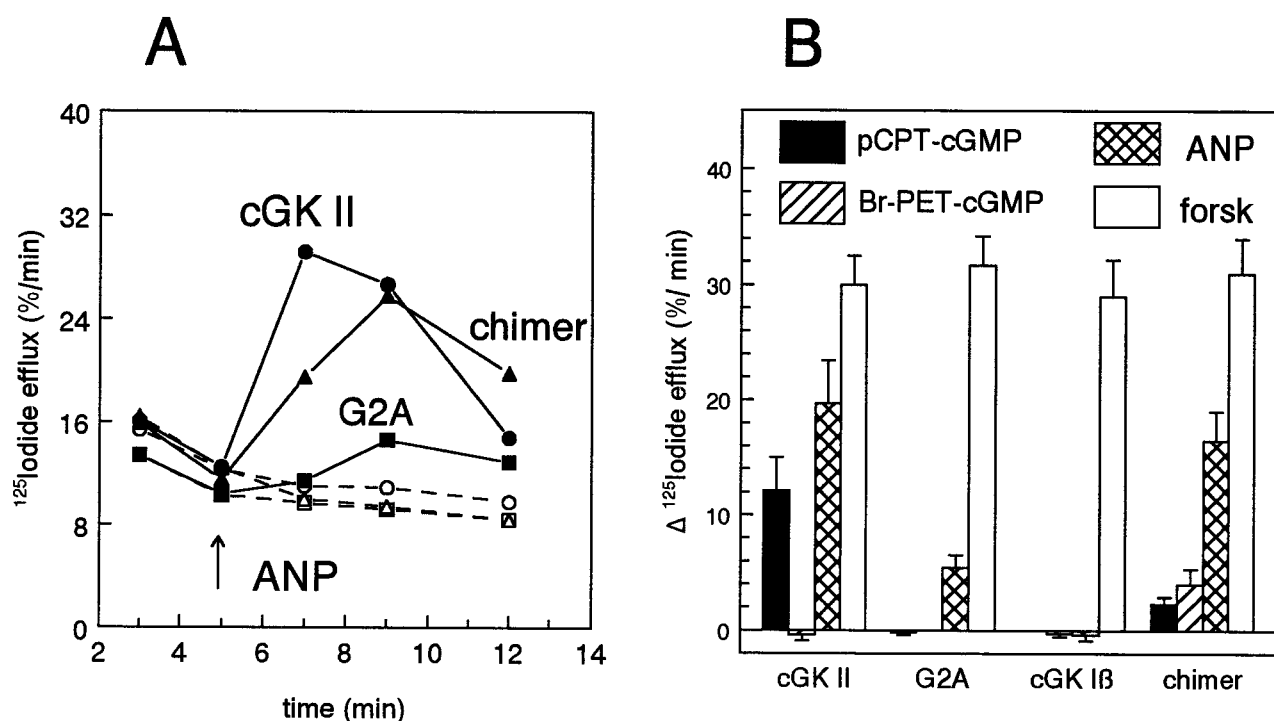 A
40
32
24
16
8
0
¹²⁵Iodide efflux (%/min)
cGK II
chimer
G2A
ANP
2 4 6 8 10 12 14
time (min)
B
pCPT-cGMP
ANP
Br-PET-cGMP
forsk
40
30
20
10
0
Δ ¹²⁵Iodide efflux (%/ min)
cGK II G2A cGK Iß chimer